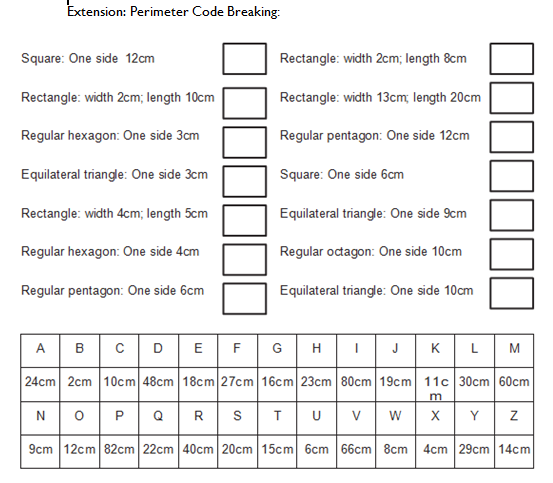 Extension: Perimeter Code Breaking:
Square: One side 12cm
Rectangle: width 2cm; length 10cm
Regular hexagon: One side 3cm
Equilateral triangle: One side 3cm
Rectangle: width 4cm; length 5cm
Regular hexagon: One side 4cm
Regular pentagon: One side 6cm
Rectangle: width 2cm; length 8cm
Rectangle: width 13cm; length 20cm
Regular pentagon: One side 12cm
Square: One side 6cm
Equilateral triangle: One side 9cm
Regular octagon: One side 10cm
Equilateral triangle: One side 10cm
A B C D E F G H I J K L M
24cm 2cm 10cm 48cm 18cm 27cm 16cm 23cm 80cm 19cm 11c m 30cm 60cm
N O P Q R S T U V W X Y Z
9cm 12cm 82cm 22cm 40cm 20cm 15cm 6cm 66cm 8cm 4cm 29cm 14cm